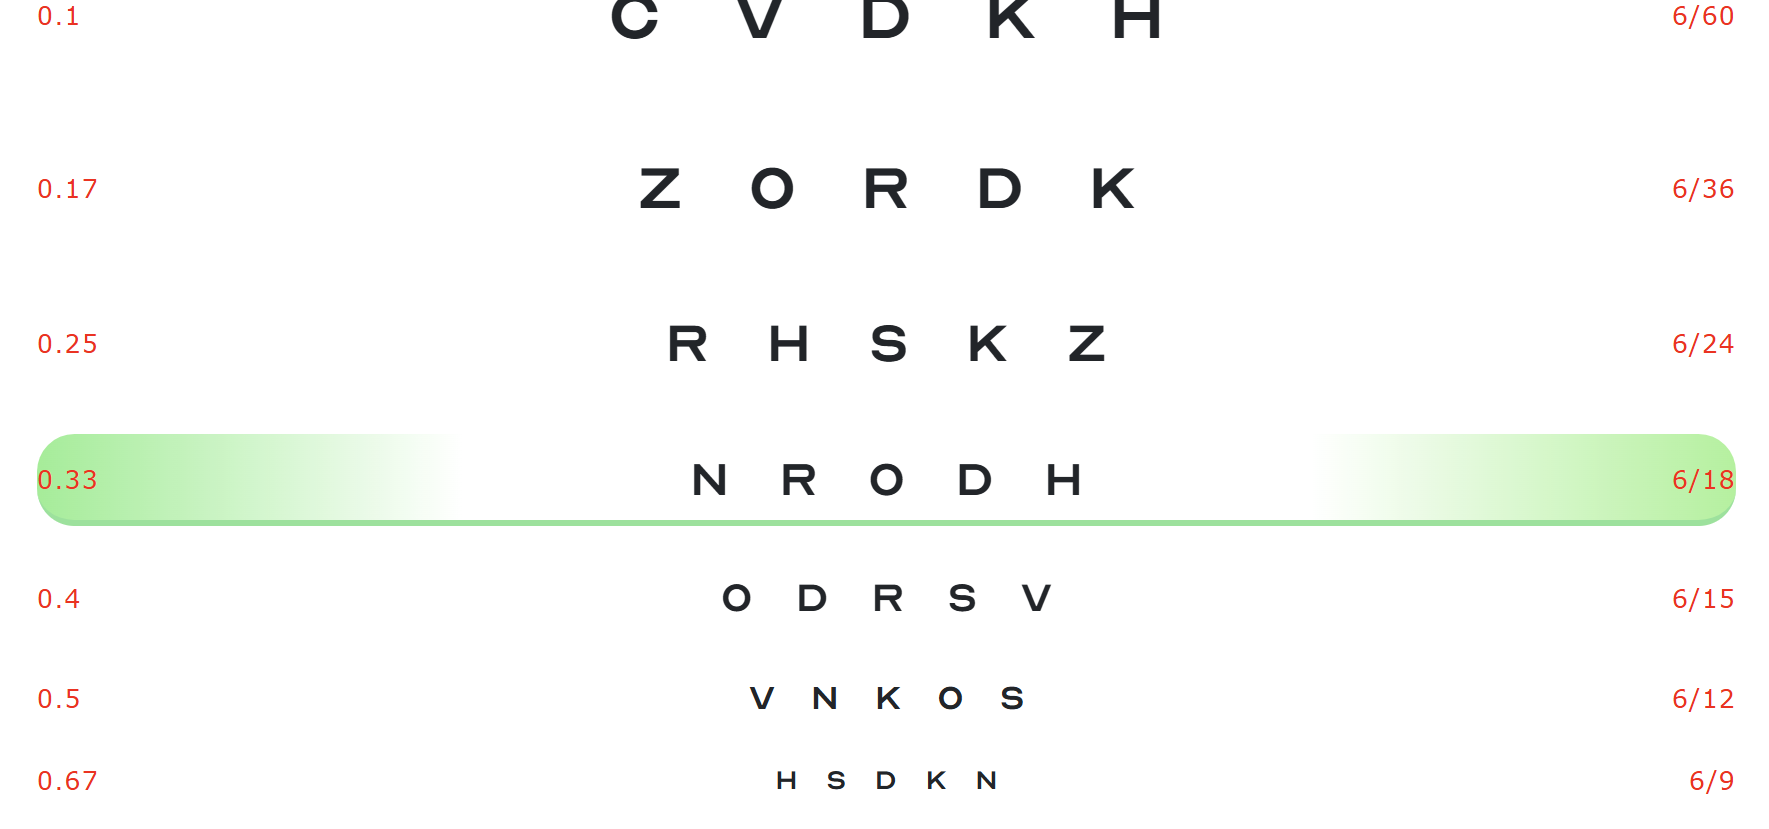 0.1 C V D K H 6/60
0.17 Z O R D K 6/36
0.25 R H S K Z 6/24
0.33 N R O D H 6/18
0.4 O D R S V 6/15
0.5 V N K O S 6/12
0.67 H S D K N 6/9